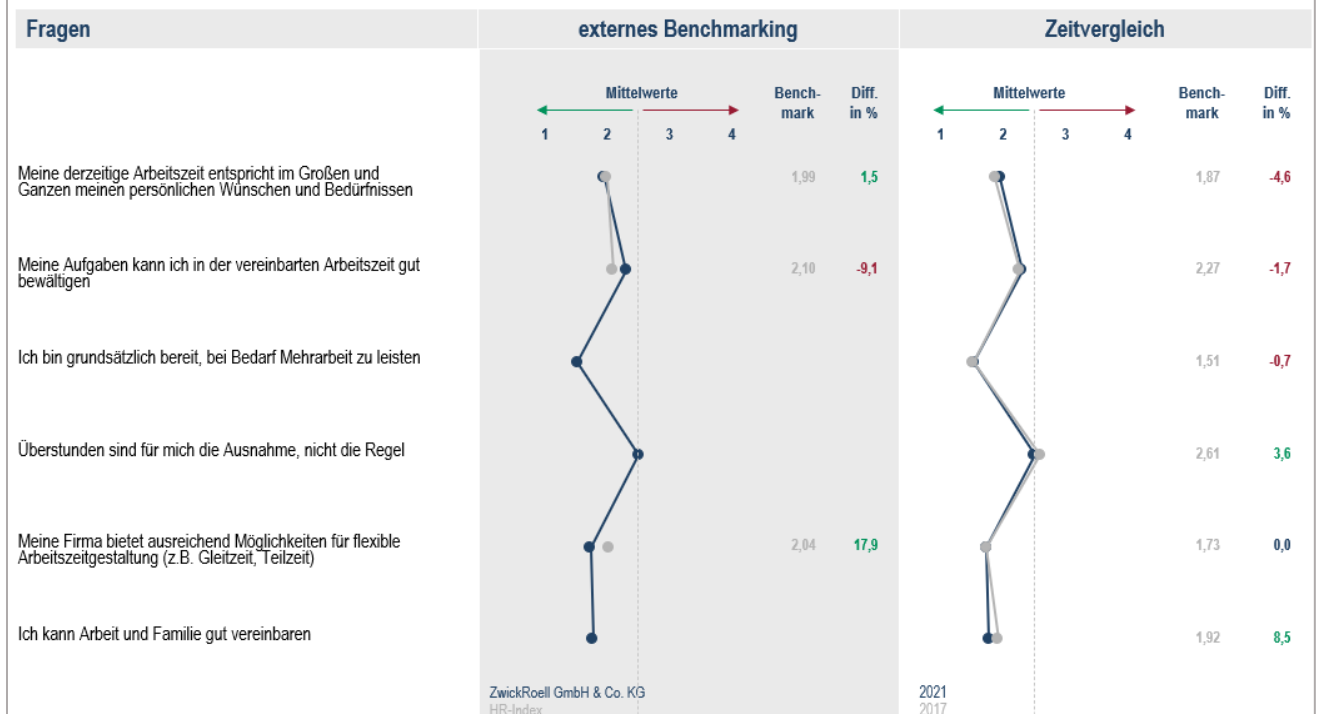 Fragen
externes Benchmarking
Zeitvergleich
Mittelwerte
Bench-
mark
Diff.
in %
1 2 3 4
Mittelwerte
Bench-
mark
Diff.
in %
1 2 3 4
Meine derzeitige Arbeitszeit entspricht im Großen und
Ganzen meinen persönlichen Wünschen und Bedürfnissen
1,99 1,5
1,87 -4,6
Meine Aufgaben kann ich in der vereinbarten Arbeitszeit gut
bewältigen
2,10 -9,1
2,27 -1,7
Ich bin grundsätzlich bereit, bei Bedarf Mehrarbeit zu leisten
1,51 -0,7
Überstunden sind für mich die Ausnahme, nicht die Regel
2,61 3,6
Meine Firma bietet ausreichend Möglichkeiten für flexible
Arbeitszeitgestaltung (z.B. Gleitzeit, Teilzeit)
2,04 17,9
1,73 0,0
Ich kann Arbeit und Familie gut vereinbaren
1,92 8,5
ZwickRoell GmbH & Co. KG
HR-Index
2021
2017